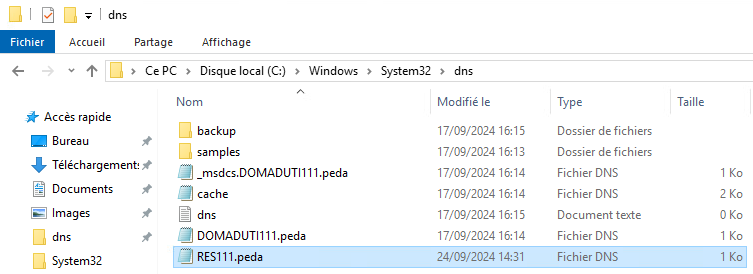 dns
Fichier Accueil Partage Affichage
Ce PC Disque local (C:) Windows System32 dns
Accès rapide
Bureau
Téléchargements
Documents
Images
dns
System32
Nom Modifié le Type Taille
backup 17/09/2024 16:15 Dossier de fichiers
samples 17/09/2024 16:13 Dossier de fichiers
_msdcs.DOMADUTI111.peda 17/09/2024 16:14 Fichier DNS 1 Ko
cache 17/09/2024 16:14 Fichier DNS 2 Ko
dns 17/09/2024 16:15 Document texte 0 Ko
DOMADUTI111.peda 17/09/2024 16:14 Fichier DNS 1 Ko
RES111.peda 24/09/2024 14:31 Fichier DNS 1 Ko